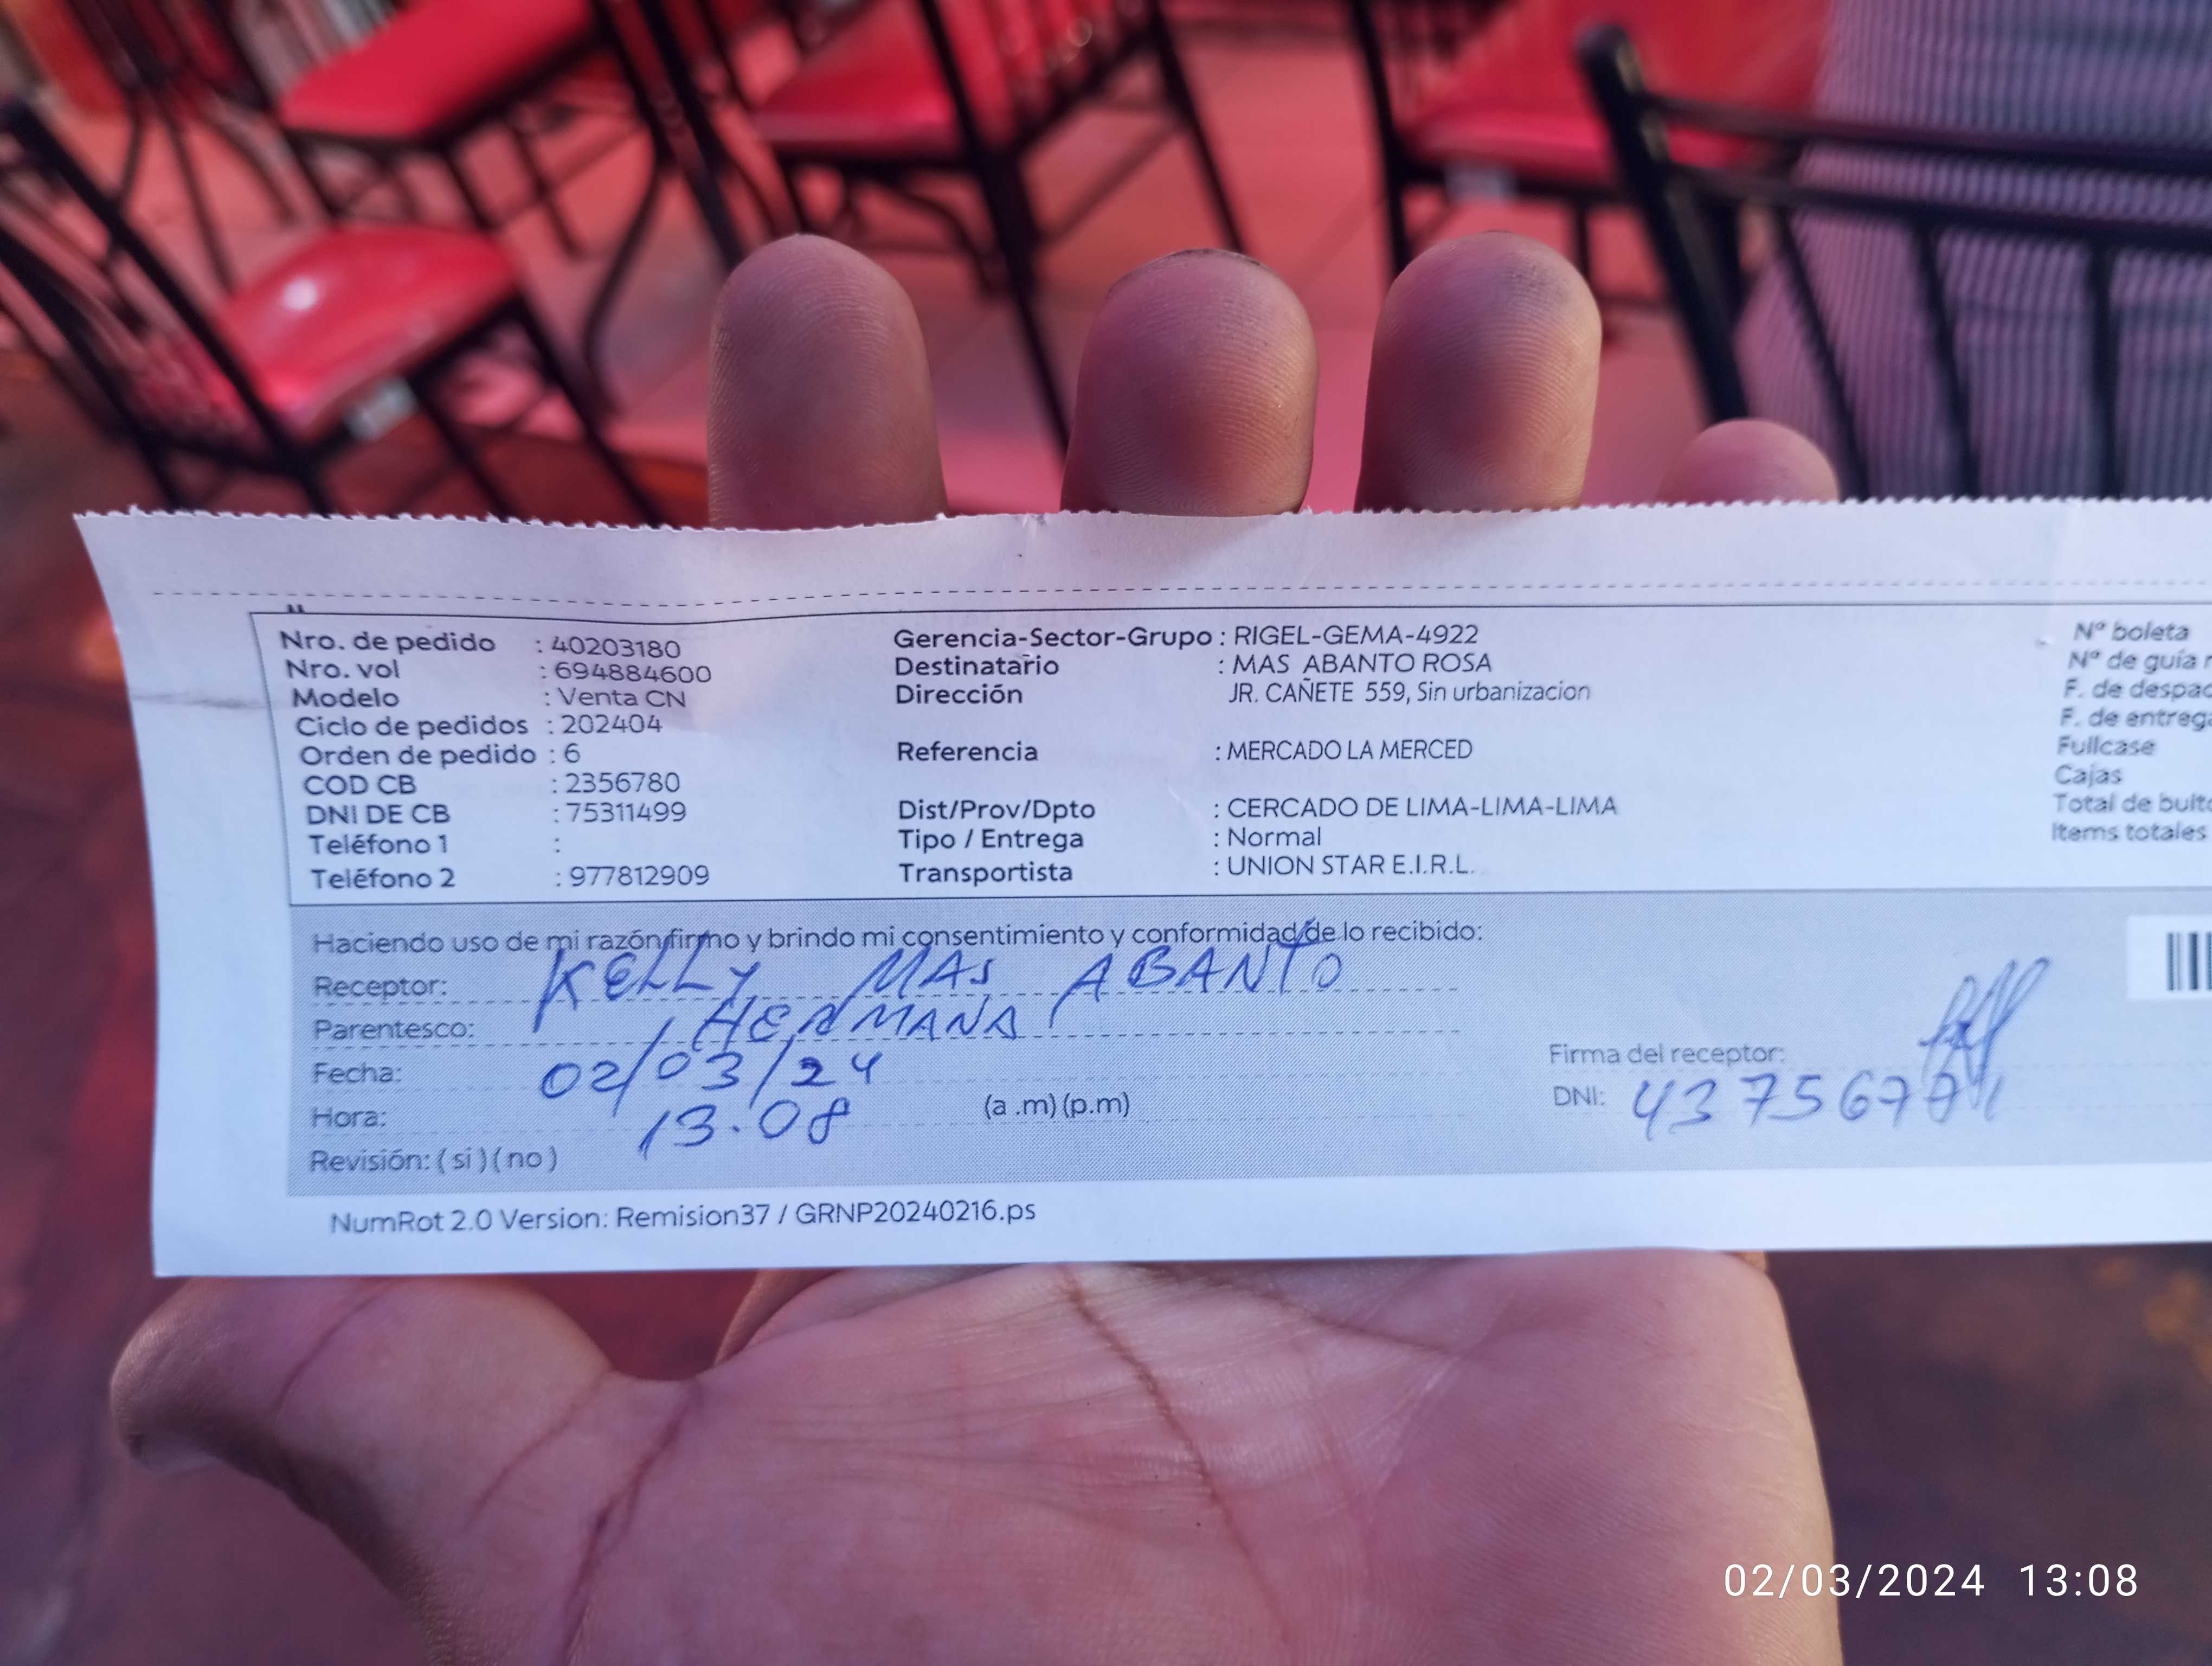 Nro. de pedido : 40203180
Nro. vol : 694884600
Modelo : Venta CN
Ciclo de pedidos : 202404
Orden de pedido : 6
COD CB : 2356780
DNI DE CB : 75311499
Teléfono 1 :
Teléfono 2 : 977812909
Gerencia-Sector-Grupo : RIGEL-GEMA-4922
Destinatario : MAS ABANTO ROSA
Dirección JR. CAÑETE 559, Sin urbanizacion
Referencia : MERCADO LA MERCED
Dist/Prov/Dpto : CERCADO DE LIMA-LIMA-LIMA
Tipo / Entrega : Normal
Transportista : UNION STAR E.I.R.L.
Nº boleta
Nº de guía
F. de
F. de
Fullcase
Cajas
Total de
Items totales
Haciendo uso de mi razón firmo y brindo mi consentimiento y conformidad de lo recibido:
Receptor: KELLY MAS ABANTO
Parentesco: HERMANA
Fecha: 02/03/24
Hora: 13.08 (a .m) (p.m)
Revisión: ( si ) ( no )
Firma del receptor:
DNI:
NumRot 2.0 Version: Remision37 / GRNP20240216.ps
02/03/2024 13:08